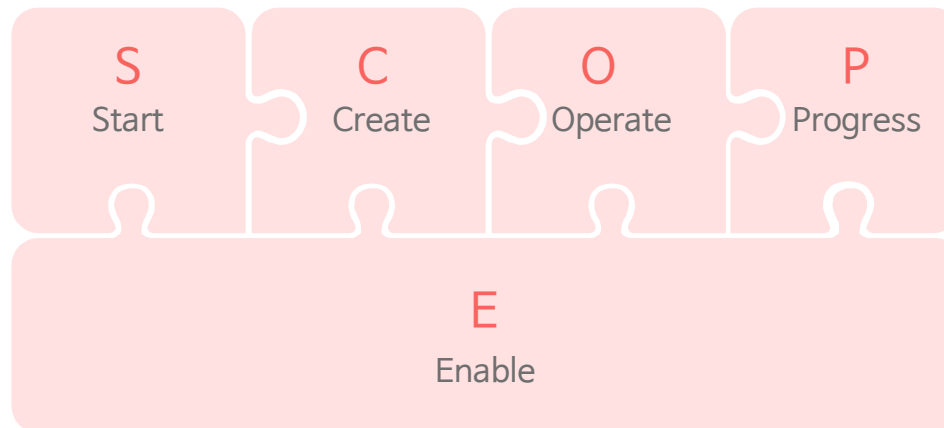 S
Start
C
Create
O
Operate
P
Progress
E
Enable